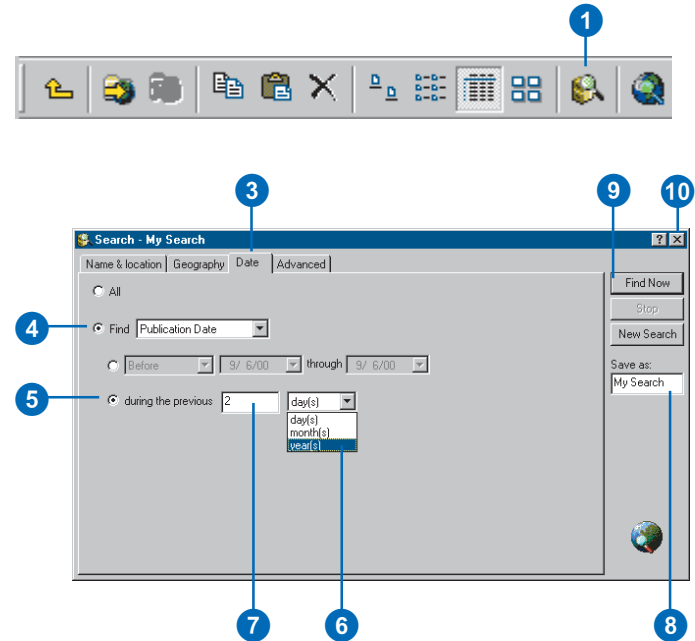 1
3
9
10
Search - My Search
? X
Name & location Geography Date Advanced
All
Find Now
Stop
4
Find Publication Date
New Search
Before 9/ 6/00 through 9/ 6/00
Save as:
5
during the previous 2 day(s)
My Search
day(s)
month(s)
year(s)
7
6
8